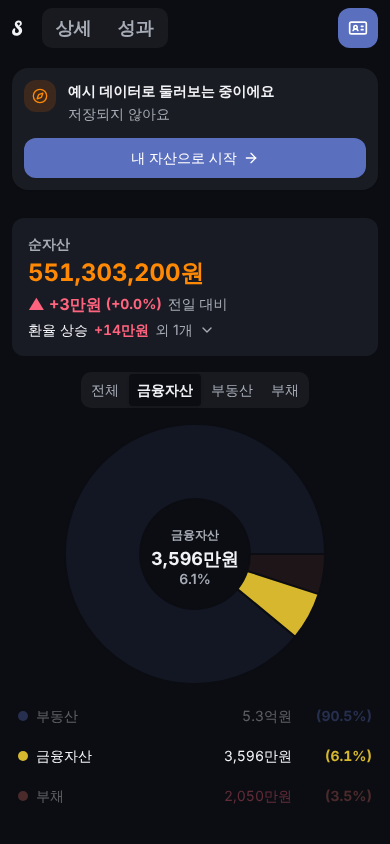 S
상세 성과
예시 데이터로 둘러보는 중이에요
저장되지 않아요
내 자산으로 시작 →
순자산
551,303,200원
▲ +3만원 (+0.0%) 전일 대비
환율 상승 +14만원 외 1개
전체 금융자산 부동산 부채
금융자산
3,596만원
6.1%
부동산 5.3억원 (90.5%)
금융자산 3,596만원 (6.1%)
부채 2,050만원 (3.5%)